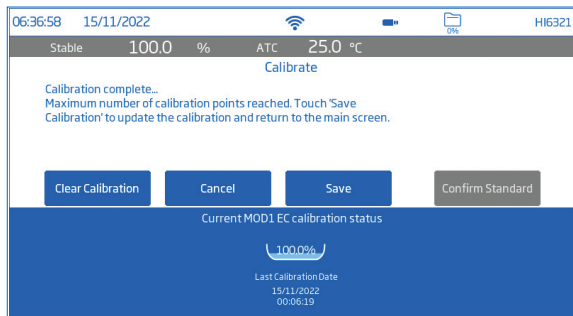 06:36:58 15/11/2022 0% HI6321
Stable 100.0 % ATC 25.0 °C
Calibrate
Calibration complete...
Maximum number of calibration points reached. Touch 'Save
Calibration' to update the calibration and return to the main screen.
Clear Calibration Cancel Save Confirm Standard
Current MOD1 EC calibration status
100.0%
Last Calibration Date
15/11/2022
00:06:19